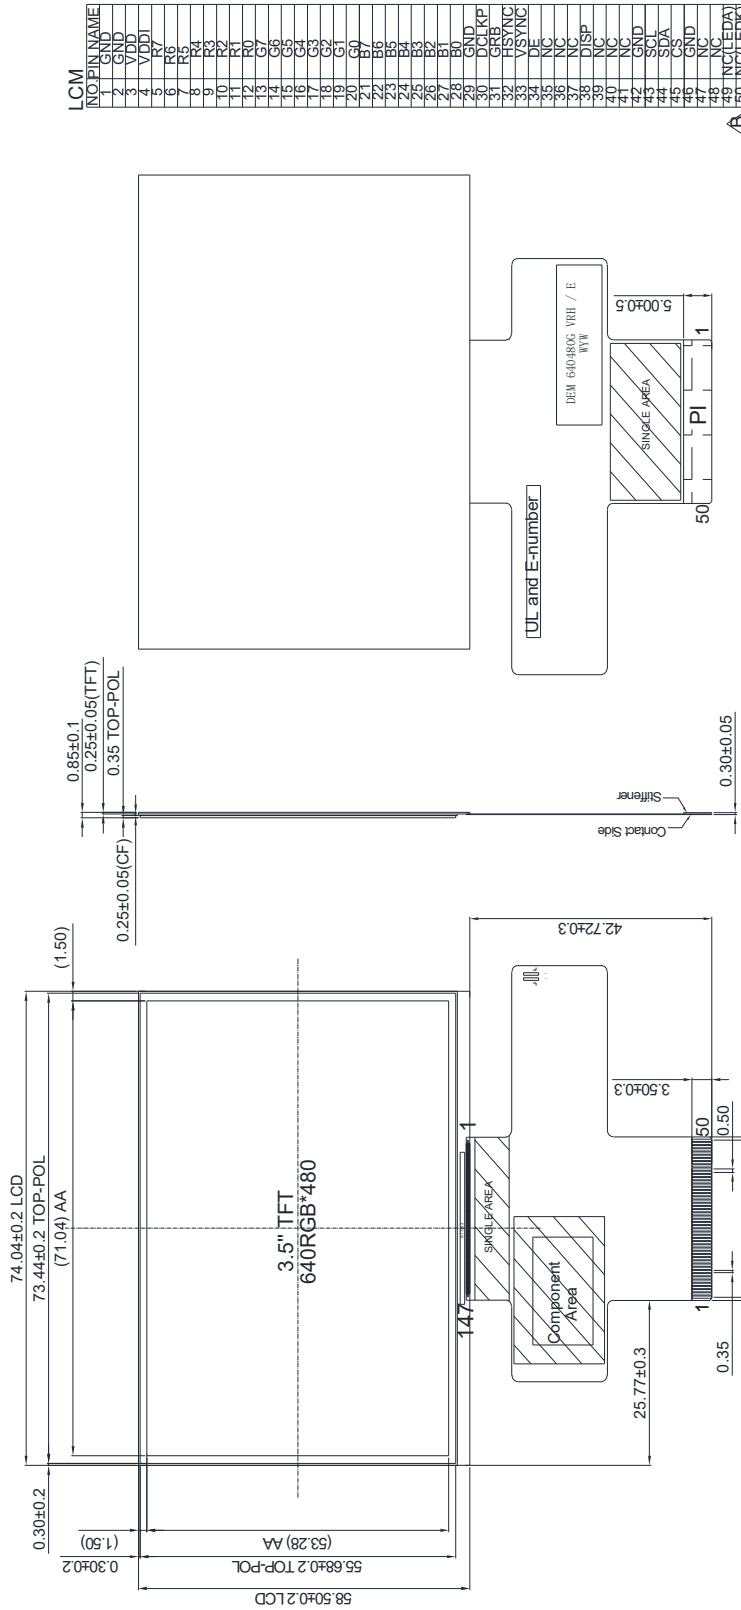 LCM
NO. PIN NAME
1 GND
2 GND
3 VDD
4 VDDI
5 R7
6 R6
7 R5
8 R4
9 R3
10 R2
11 R1
12 R0
13 G7
14 G6
15 G5
16 G4
17 G3
18 G2
19 G1
20 G0
21 B7
22 B6
23 B5
24 B4
25 B3
26 B2
27 B1
28 B0
29 GND
30 DCLKP
31 GRB
32 HSYNC
33 VSYNC
34 DE
35 NC
36 NC
37 NC
38 DISP
39 NC
40 NC
41 NC
42 GND
43 SCL
44 SDA
45 CS
46 GND
47 NC
48 NC
49 NC(LEDA)
50 NC(LEDK)
DEM 640480G VRH / E
WYW
UL and E-number
SINGLE AREA
5.00±0.5
50
PI
1
0.85±0.1
0.25±0.05(TFT)
0.35 TOP-POL
0.25±0.05(CF)
Stiffener
Contact Side
0.30±0.05
74.04±0.2 LCD
73.44±0.2 TOP-POL
(71.04) AA
(1.50)
0.30±0.2
3.5" TFT
640RGB*480
0.30±0.2
(1.50)
(53.28) AA
55.68±0.2 TOP-POL
58.50±0.2 LCD
147
1
SINGLE AREA
Component
Area
42.72±0.3
3.50±0.3
1
50
0.50
0.35
25.77±0.3